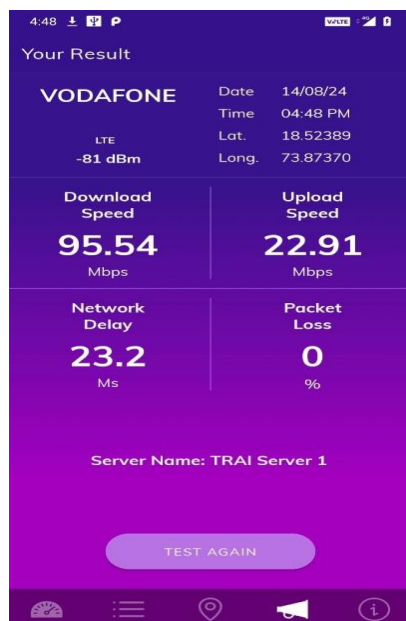 4:48
VoLTE 4G
Your Result
VODAFONE
LTE
-81 dBm
Date 14/08/24
Time 04:48 PM
Lat. 18.52389
Long. 73.87370
Download
Speed
95.54
Mbps
Upload
Speed
22.91
Mbps
Network
Delay
23.2
Ms
Packet
Loss
0
%
Server Name: TRAI Server 1
TEST AGAIN